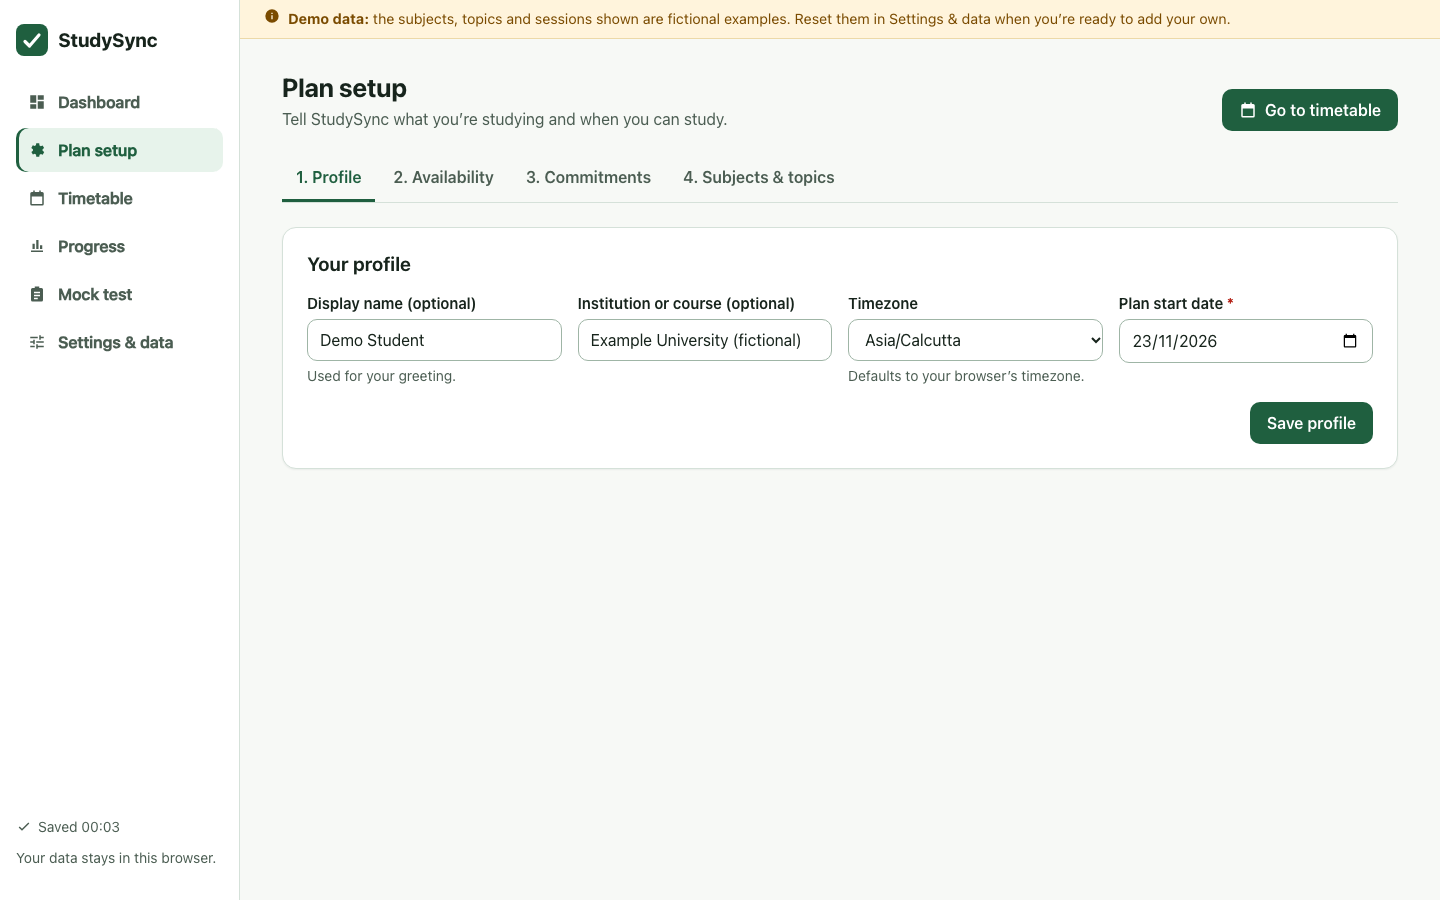 StudySync
Dashboard
Plan setup
Timetable
Progress
Mock test
Settings & data
Saved 00:03
Your data stays in this browser.
Demo data: the subjects, topics and sessions shown are fictional examples. Reset them in Settings & data when you’re ready to add your own.
Plan setup
Tell StudySync what you’re studying and when you can study.
Go to timetable
1. Profile
2. Availability
3. Commitments
4. Subjects & topics
Your profile
Display name (optional)
Demo Student
Used for your greeting.
Institution or course (optional)
Example University (fictional)
Timezone
Asia/Calcutta
Defaults to your browser’s timezone.
Plan start date *
23/11/2026
Save profile